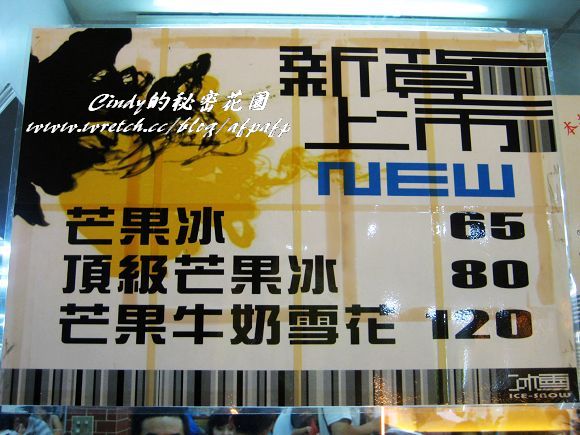 新貨
上市
Cindy的秘密花園
www.wretch.cc/blog/afpafp
NEW
芒果冰 65
頂級芒果冰 80
芒果牛奶雪花 120
冰雪
ICE-SNOW